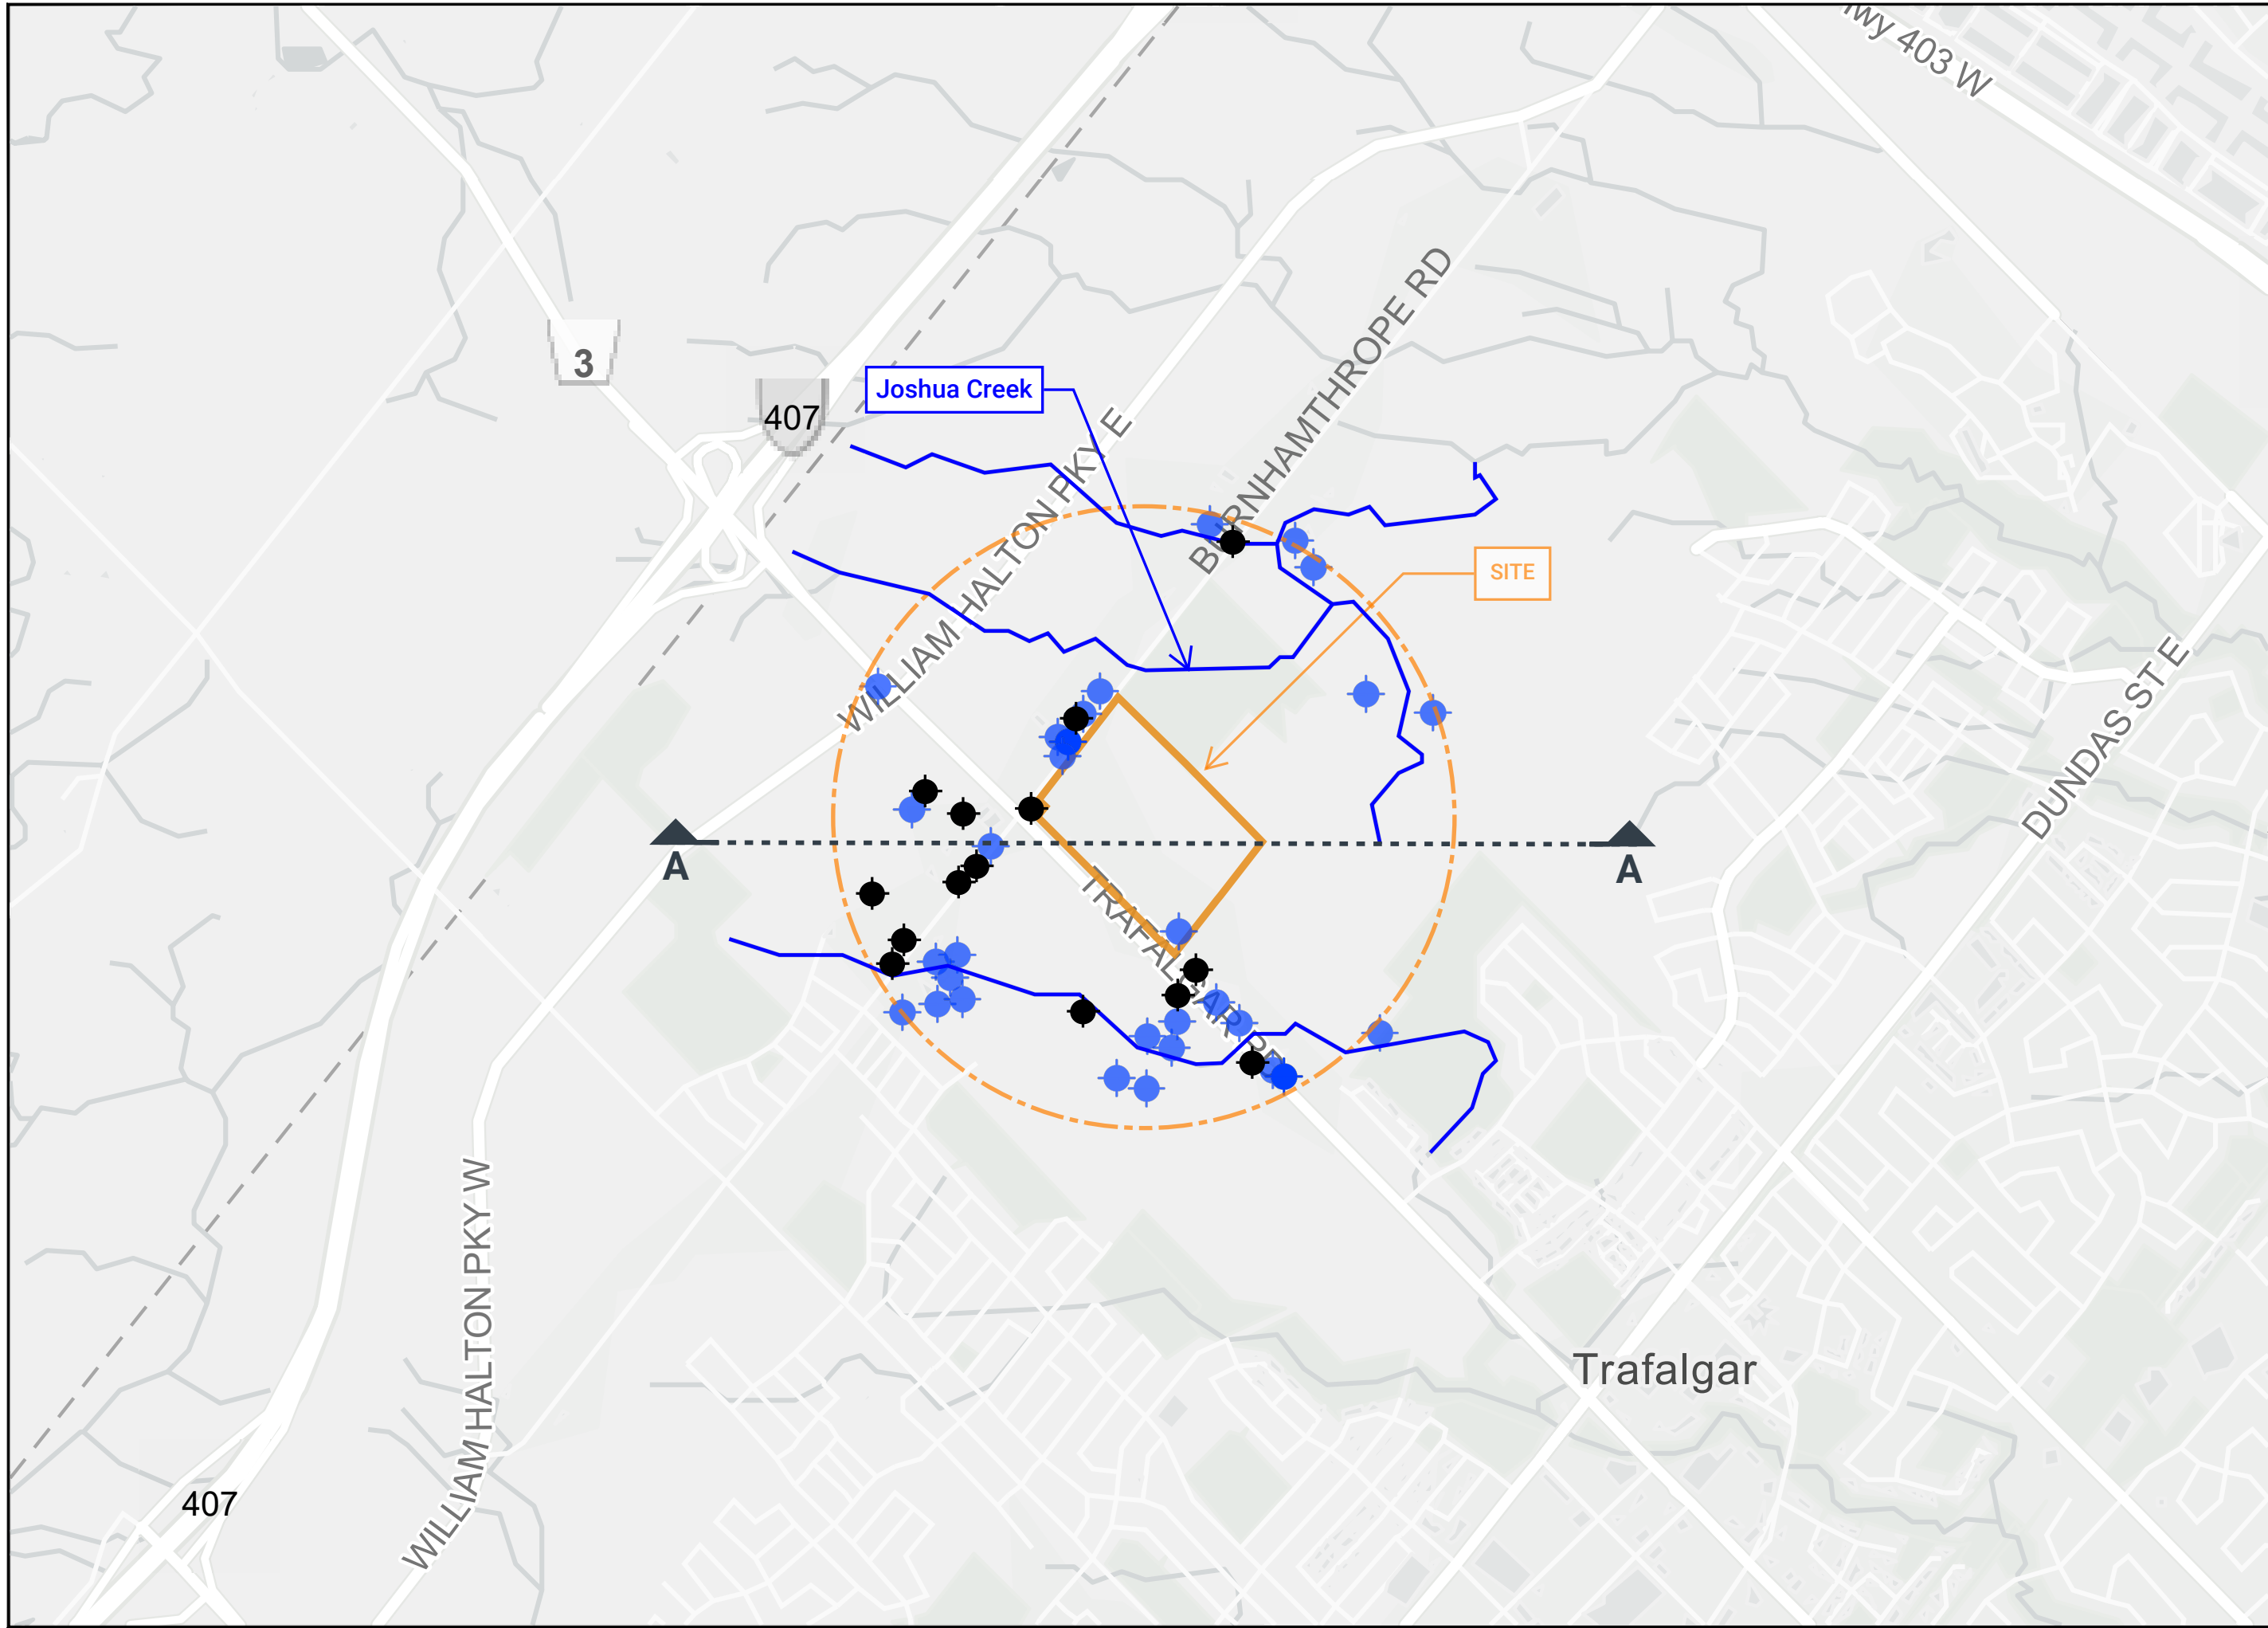 Hwy 403 W
3
407
Joshua Creek
WILLIAM HALTON PKY E
BURNHAMTHROPE RD
SITE
DUNDAS ST E
A
A
TRAFALGAR RD
WILLIAM HALTON PKY W
Trafalgar
407